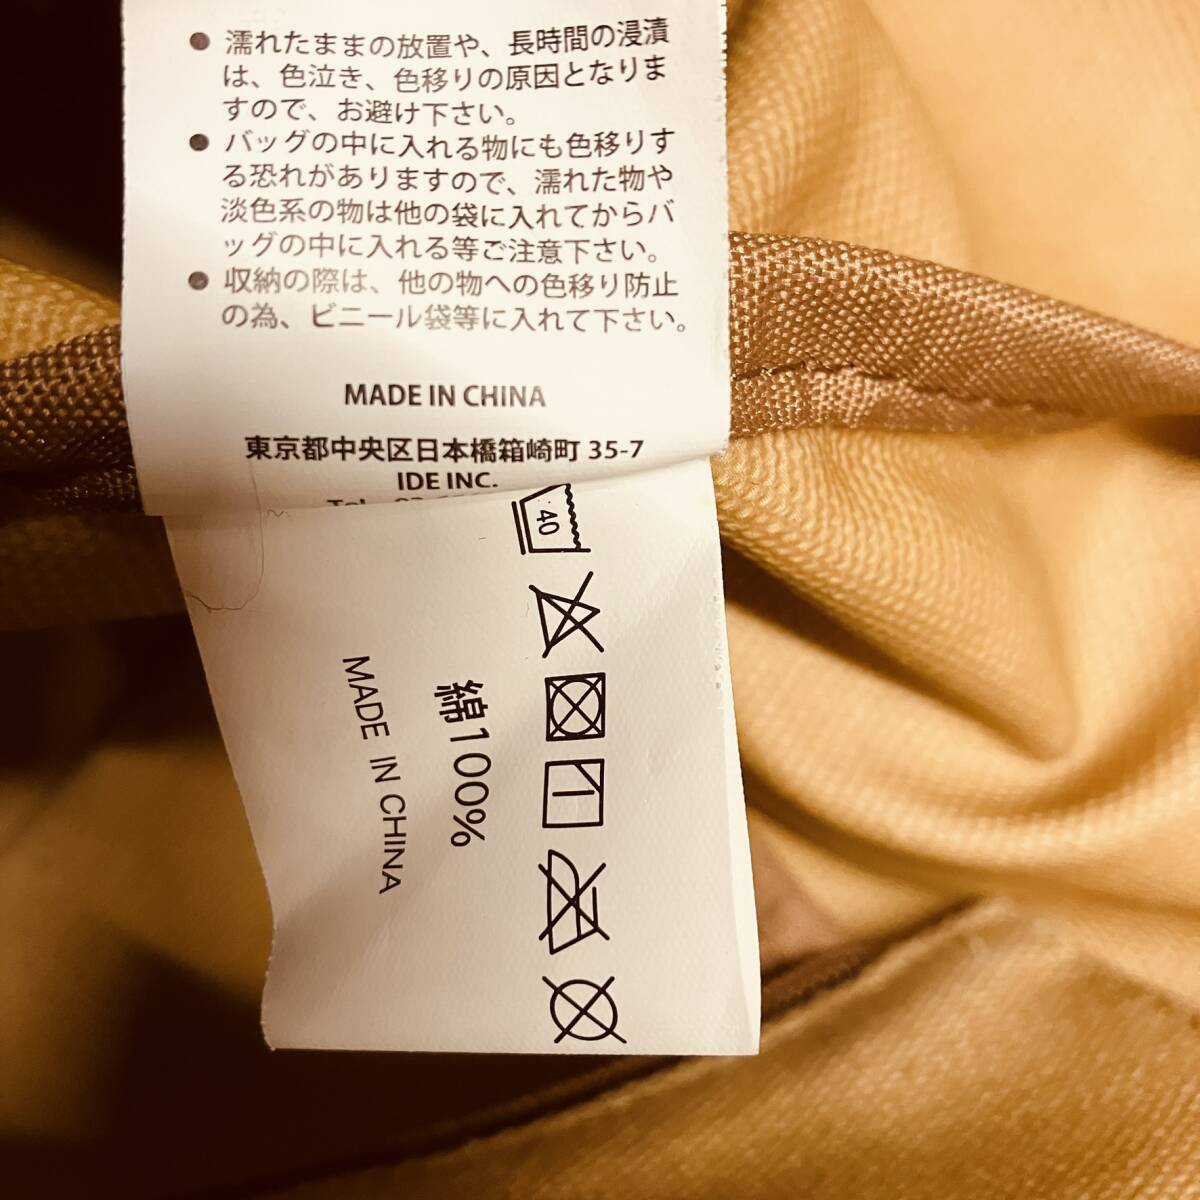 ● 濡れたままの放置や、長時間の浸漬
は、色泣き、色移りの原因となりま
すので、お避け下さい。
● バッグの中に入れる物にも色移りす
る恐れがありますので、濡れた物や
淡色系の物は他の袋に入れてからバ
ッグの中に入れる等ご注意下さい。
● 収納の際は、他の物への色移り防止
の為、ビニール袋等に入れて下さい。
MADE IN CHINA
東京都中央区日本橋箱崎町 35-7
IDE INC.
40
綿100%
MADE IN CHINA